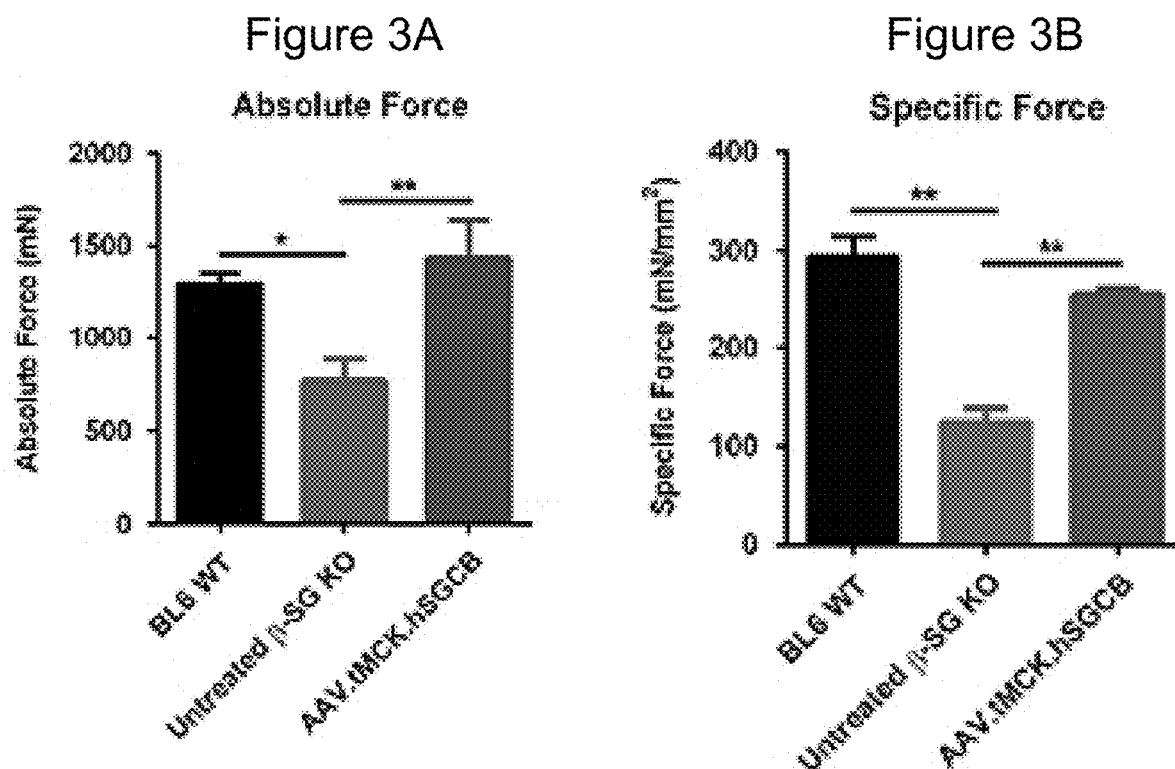 Figure 3A
Absolute Force
Absolute Force (mN)
2000
1500
1000
500
0
*
**
BL6 WT
Untreated β-SG KO
AAV.tMCK.hSGCB
Figure 3B
Specific Force
Specific Force (mN/mm²)
400
300
200
100
0
**
**
BL6 WT
Untreated β-SG KO
AAV.tMCK.hSGCB